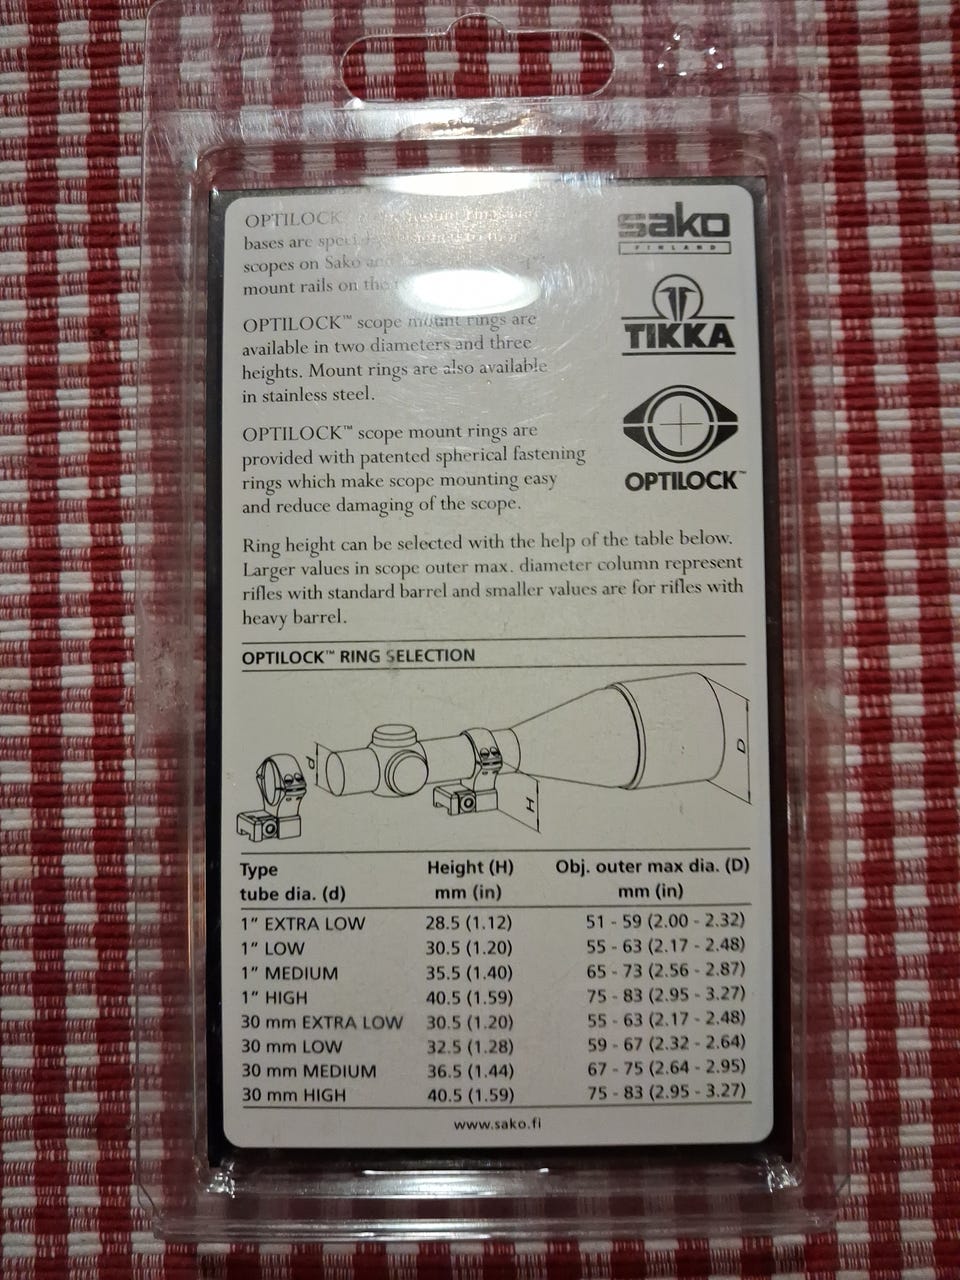 OPTILOCK mount rings
bases are
scopes on Sako
mount rails on the
sako
FINLAND
TIKKA
OPTILOCK™
OPTILOCK™ scope mount rings are
available in two diameters and three
heights. Mount rings are also available
in stainless steel.
OPTILOCK™ scope mount rings are
provided with patented spherical fastening
rings which make scope mounting easy
and reduce damaging of the scope.
Ring height can be selected with the help of the table below.
Larger values in scope outer max. diameter column represent
rifles with standard barrel and smaller values are for rifles with
heavy barrel.
OPTILOCK™ RING SELECTION
d
H
D
Type Height (H) Obj. outer max dia. (D)
tube dia. (d) mm (in) mm (in)
1” EXTRA LOW 28.5 (1.12) 51 - 59 (2.00 - 2.32)
1” LOW 30.5 (1.20) 55 - 63 (2.17 - 2.48)
1” MEDIUM 35.5 (1.40) 65 - 73 (2.56 - 2.87)
1” HIGH 40.5 (1.59) 75 - 83 (2.95 - 3.27)
30 mm EXTRA LOW 30.5 (1.20) 55 - 63 (2.17 - 2.48)
30 mm LOW 32.5 (1.28) 59 - 67 (2.32 - 2.64)
30 mm MEDIUM 36.5 (1.44) 67 - 75 (2.64 - 2.95)
30 mm HIGH 40.5 (1.59) 75 - 83 (2.95 - 3.27)
www.sako.fi